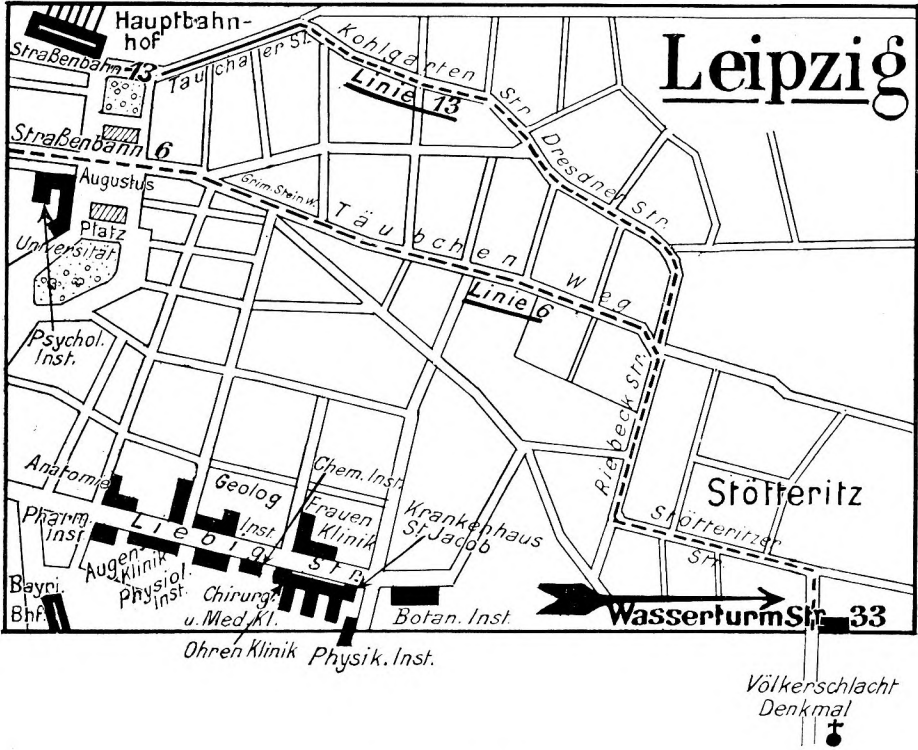 Hauptbahn-
hof
Leipzig
Straßenbahn 13
Tauchaer St.
Kohlgarten Str.
Linie 13
Straßenbahn 6
Augustus
Platz
Grim. Steinw.
Dresdner Str.
Täubchen Weg
Linie 6
Universität
Psychol.
Inst.
Riebeck Str.
Stötteritz
Stötteritzer
Str.
Anatomie
Geolog
Inst.
Chem. Inst.
Frauen
Klinik
Krankenhaus
St. Jacob
Pharm.
inst.
Liebig Str.
Augen-
Klinik
Physiol.
inst.
Chirurg.
u. Med. Kl.
Botan. Inst.
Bayri.
Bhf.
Wasserturm Str. 33
Ohren Klinik
Physik. Inst.
Völkerschlacht
Denkmal